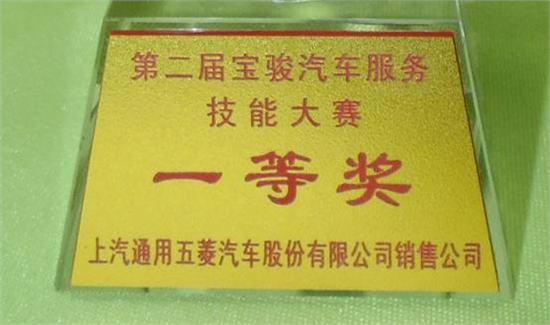 第二届宝骏汽车服务
技能大赛
一等奖
上汽通用五菱汽车股份有限公司销售公司